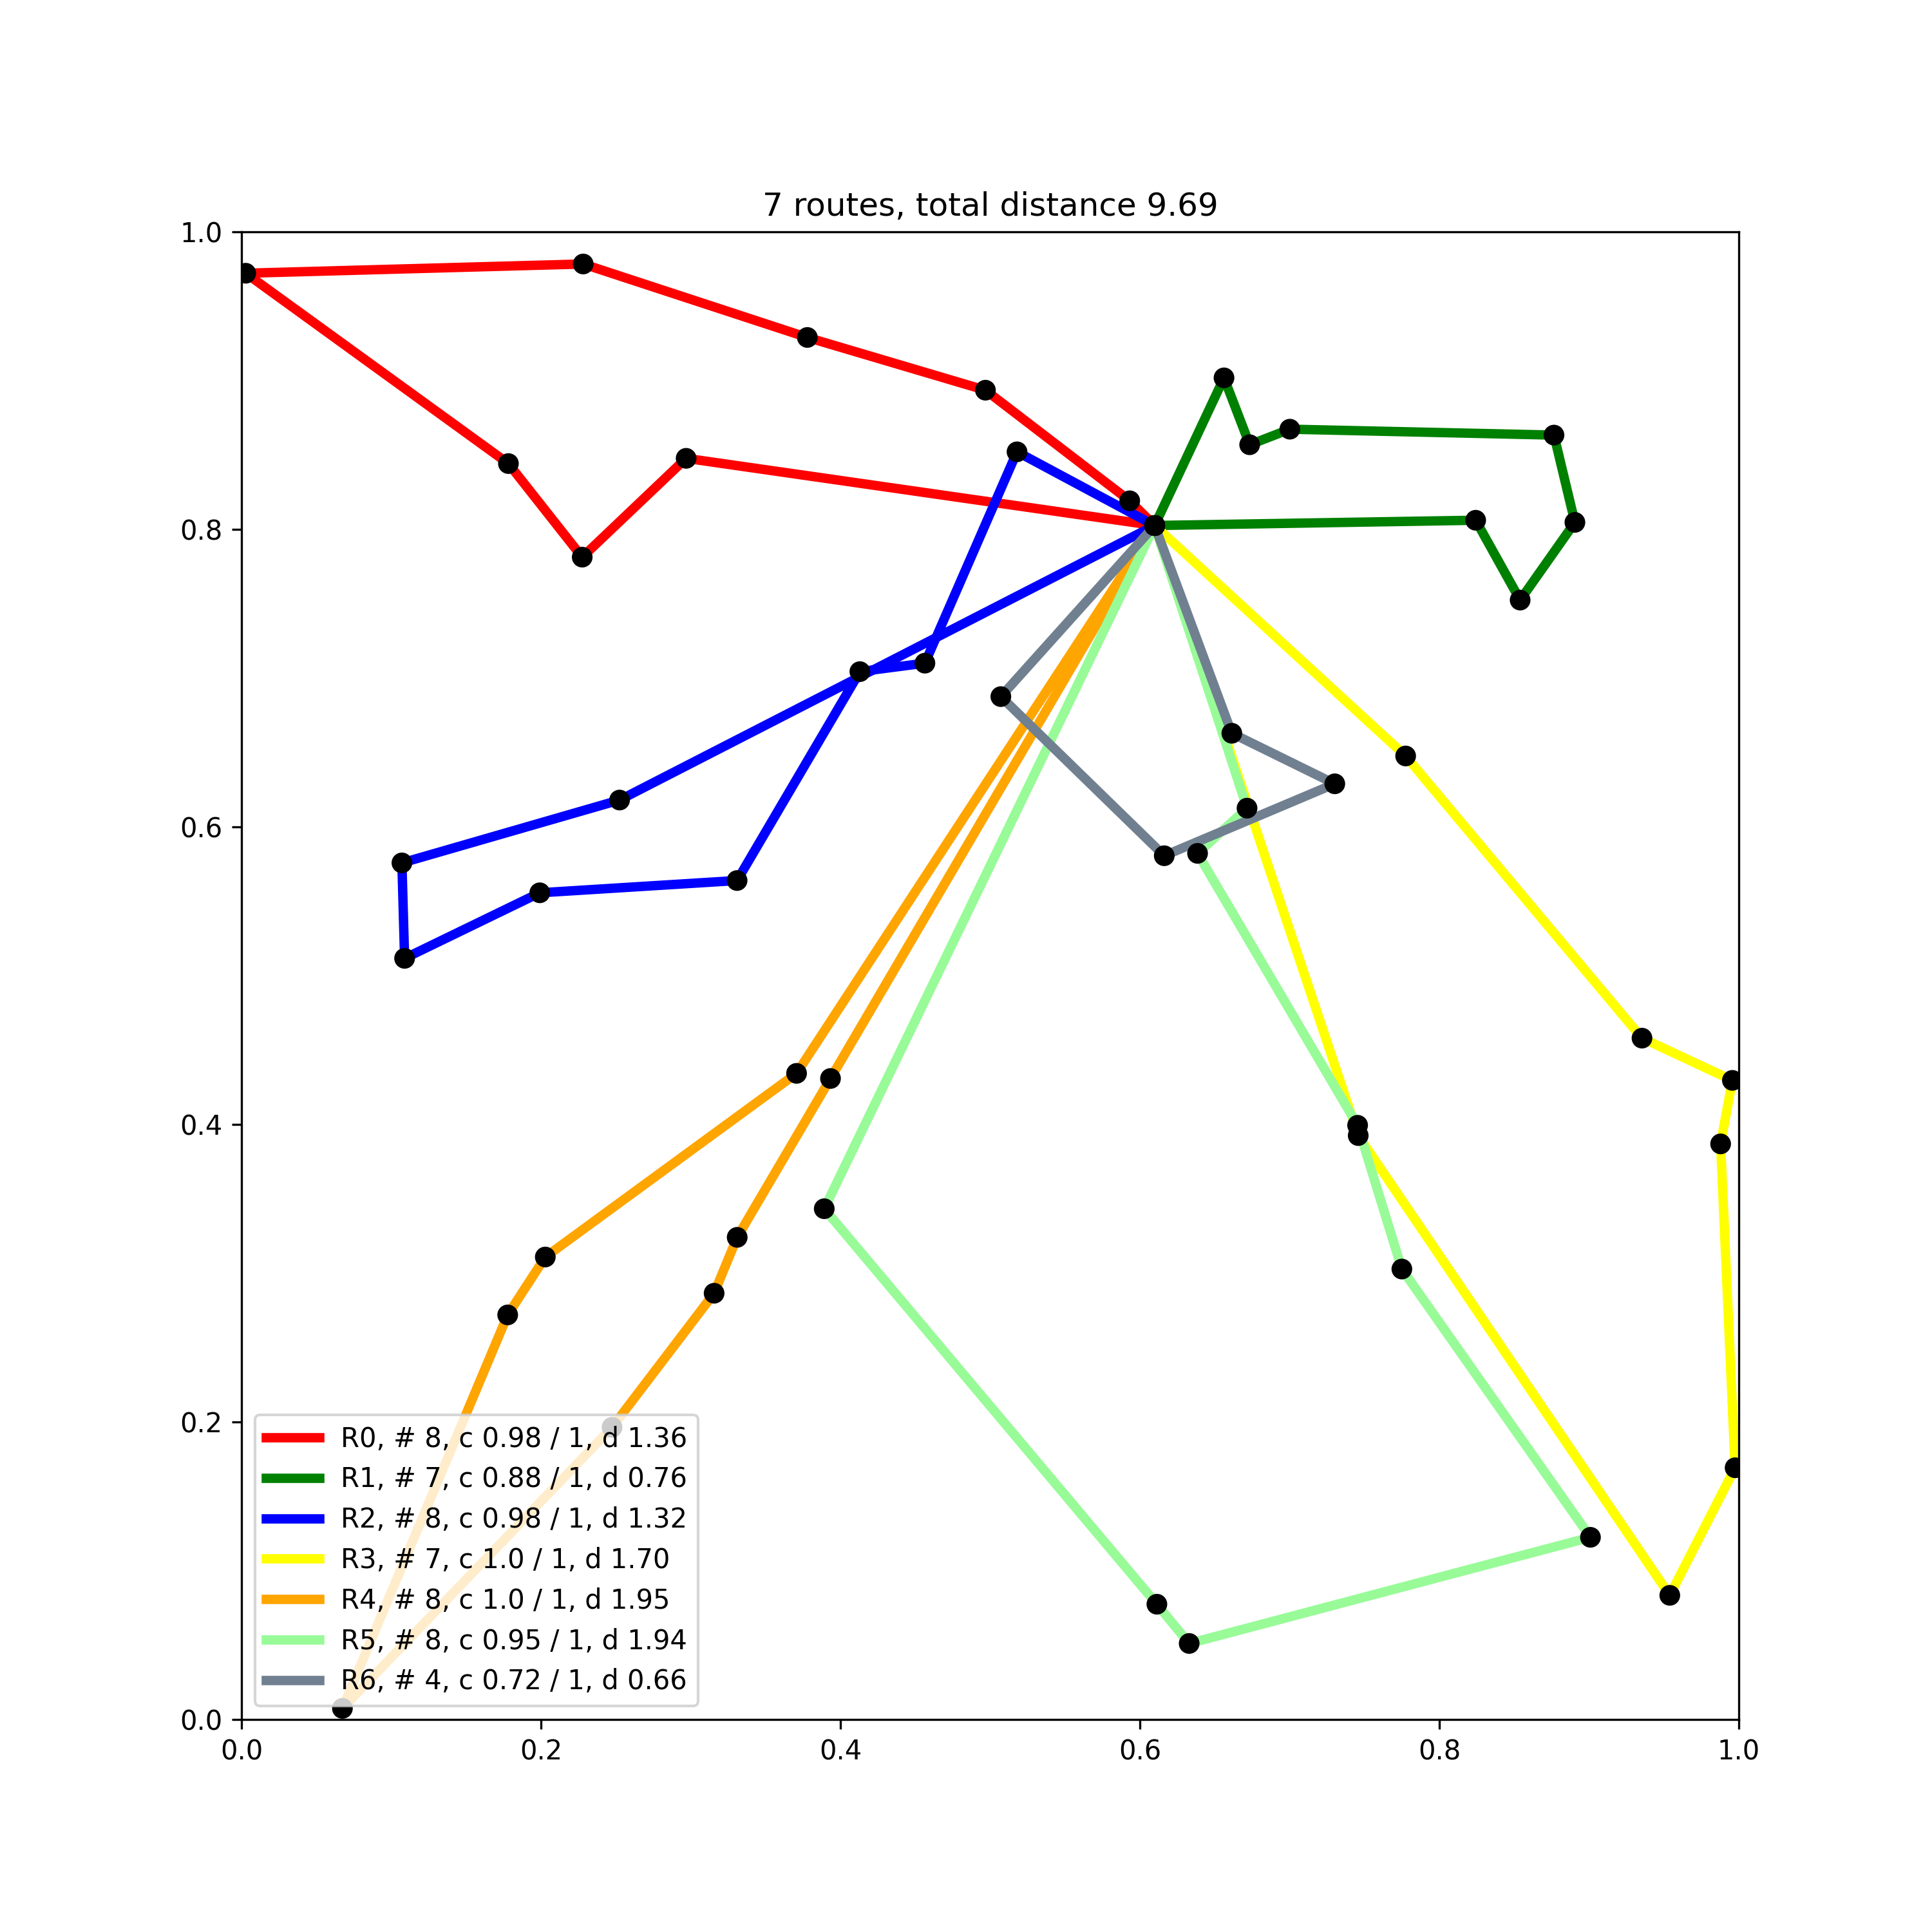 7 routes, total distance 9.69
1.0
0.8
0.6
0.4
0.2
0.0
R0, # 8, c 0.98 / 1, d 1.36
R1, # 7, c 0.88 / 1, d 0.76
R2, # 8, c 0.98 / 1, d 1.32
R3, # 7, c 1.0 / 1, d 1.70
R4, # 8, c 1.0 / 1, d 1.95
R5, # 8, c 0.95 / 1, d 1.94
R6, # 4, c 0.72 / 1, d 0.66
0.0 0.2 0.4 0.6 0.8 1.0